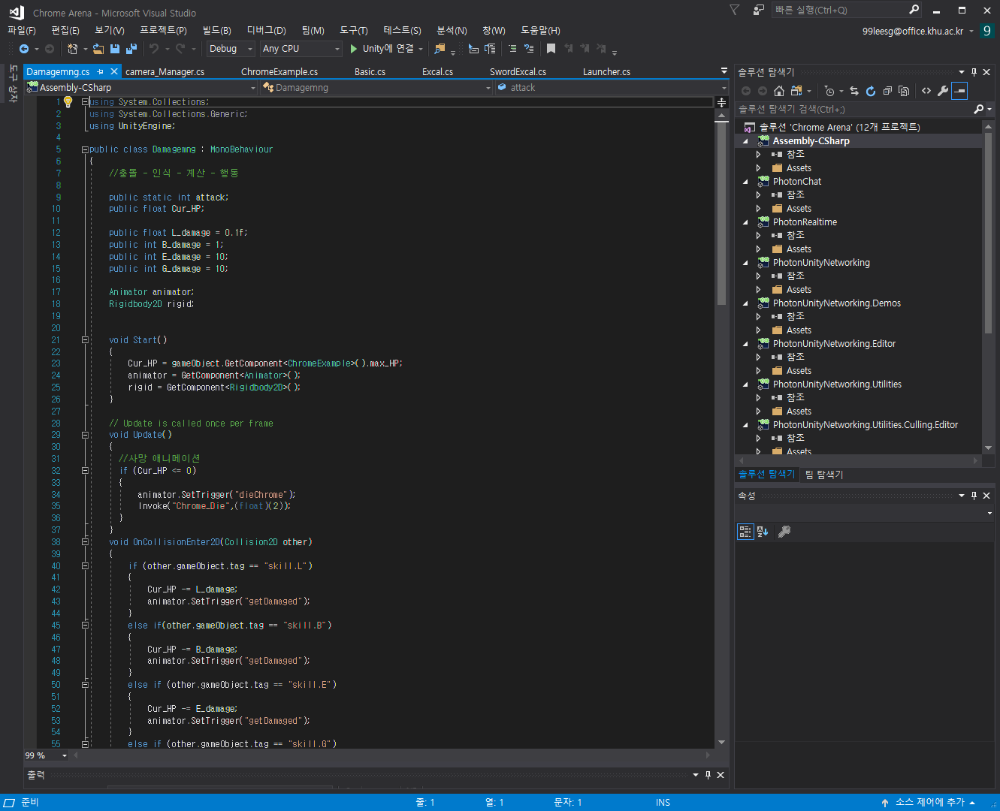 Chrome Arena - Microsoft Visual Studio
빠른 실행(Ctrl+Q)
파일(F) 편집(E) 보기(V) 프로젝트(P) 빌드(B) 디버그(D) 팀(M) 도구(T) 테스트(S) 분석(N) 창(W) 도움말(H)
99leesg@office.khu.ac.kr 9
Debug Any CPU Unity에 연결
도구 상자
Damagemng.cs camera_Manager.cs ChromeExample.cs Basic.cs Excal.cs SwordExcal.cs Launcher.cs
Assembly-CSharp Damagemng attack
1 using System.Collections;
2 using System.Collections.Generic;
3 using UnityEngine;
4
5 public class Damagemng : MonoBehaviour
6 {
7 //충돌 - 인식 - 계산 - 행동
8
9 public static int attack;
10 public float Cur_HP;
11
12 public float L_damage = 0.1f;
13 public int B_damage = 1;
14 public int E_damage = 10;
15 public int G_damage = 10;
16
17 Animator animator;
18 Rigidbody2D rigid;
19
20
21 void Start()
22 {
23 Cur_HP = gameObject.GetComponent<ChromeExample>().max_HP;
24 animator = GetComponent<Animator>();
25 rigid = GetComponent<Rigidbody2D>();
26 }
27
28 // Update is called once per frame
29 void Update()
30 {
31 //사망 애니메이션
32 if (Cur_HP <= 0)
33 {
34 animator.SetTrigger("dieChrome");
35 Invoke("Chrome_Die",(float)(2));
36 }
37 }
38 void OnCollisionEnter2D(Collision2D other)
39 {
40 if (other.gameObject.tag == "skill.L")
41 {
42 Cur_HP -= L_damage;
43 animator.SetTrigger("getDamaged");
44 }
45 else if(other.gameObject.tag == "skill.B")
46 {
47 Cur_HP -= B_damage;
48 animator.SetTrigger("getDamaged");
49 }
50 else if (other.gameObject.tag == "skill.E")
51 {
52 Cur_HP -= E_damage;
53 animator.SetTrigger("getDamaged");
54 }
55 else if (other.gameObject.tag == "skill.G")
99 %
출력
솔루션 탐색기
솔루션 탐색기 검색(Ctrl+;)
솔루션 'Chrome Arena' (12개 프로젝트)
Assembly-CSharp
참조
Assets
PhotonChat
참조
Assets
PhotonRealtime
참조
Assets
PhotonUnityNetworking
참조
Assets
PhotonUnityNetworking.Demos
참조
Assets
PhotonUnityNetworking.Editor
참조
Assets
PhotonUnityNetworking.Utilities
참조
Assets
PhotonUnityNetworking.Utilities.Culling.Editor
참조
Assets
솔루션 탐색기 팀 탐색기
속성
준비 줄: 1 열: 1 문자: 1 INS 소스 제어에 추가